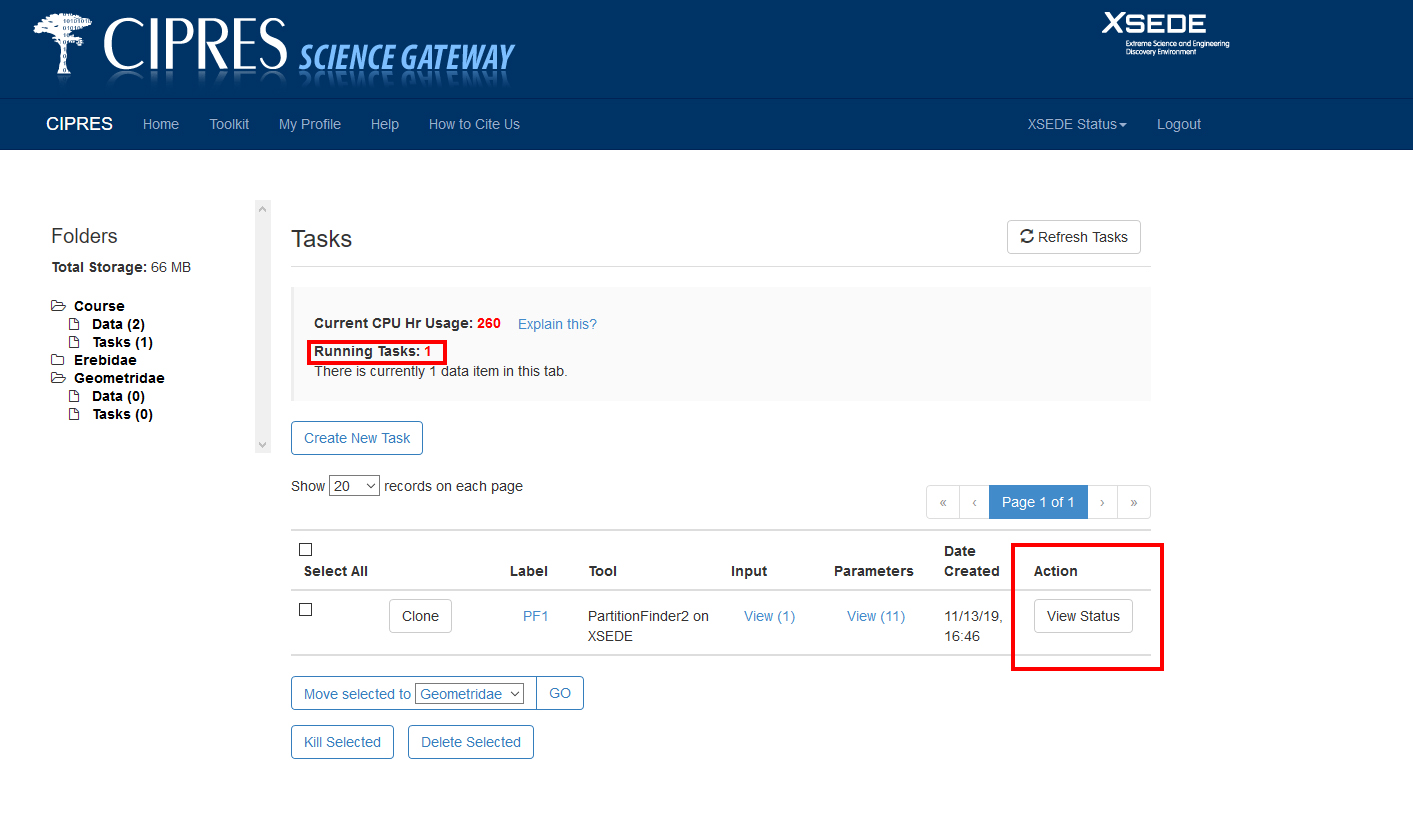 CIPRES SCIENCE GATEWAY
XSEDE
Extreme Science and Engineering
Discovery Environment
CIPRES Home Toolkit My Profile Help How to Cite Us XSEDE Status Logout
Folders
Total Storage: 66 MB
Course
Data (2)
Tasks (1)
Erebidae
Geometridae
Data (0)
Tasks (0)
Tasks
Refresh Tasks
Current CPU Hr Usage: 260 Explain this?
Running Tasks: 1
There is currently 1 data item in this tab.
Create New Task
Show 20 records on each page
« ‹ Page 1 of 1 › »
Select All Label Tool Input Parameters Date Created Action
Clone PF1 PartitionFinder2 on XSEDE View (1) View (11) 11/13/19, 16:46 View Status
Move selected to Geometridae GO
Kill Selected Delete Selected